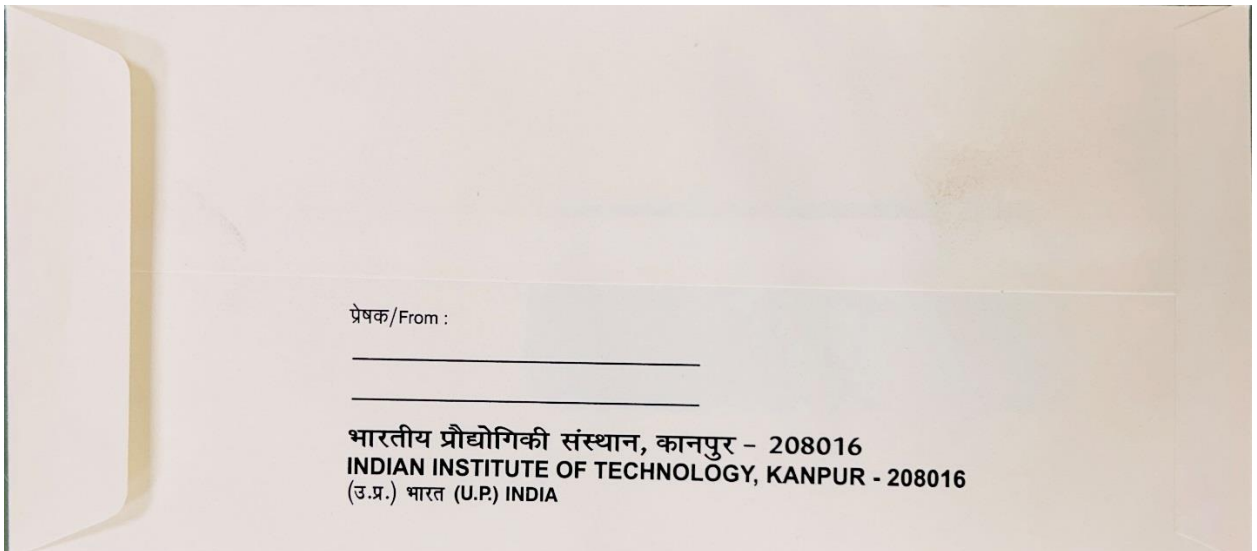 प्रेषक/From :
भारतीय प्रौद्योगिकी संस्थान, कानपुर – 208016
INDIAN INSTITUTE OF TECHNOLOGY, KANPUR - 208016
(उ.प्र.) भारत (U.P.) INDIA